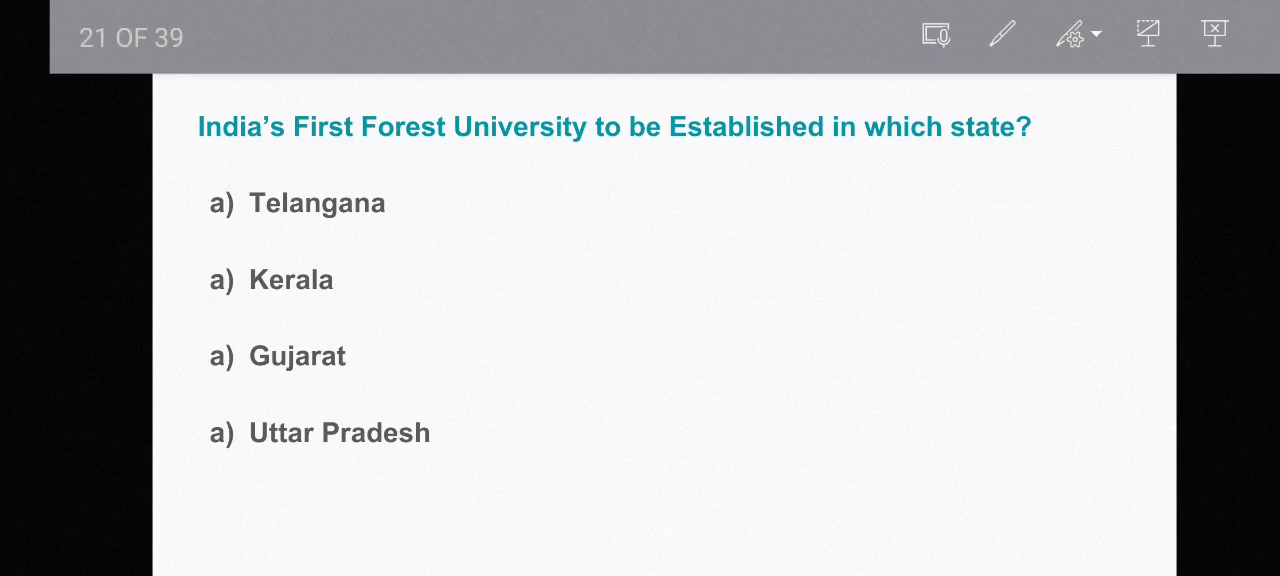 21 OF 39
India’s First Forest University to be Established in which state?
a) Telangana
a) Kerala
a) Gujarat
a) Uttar Pradesh